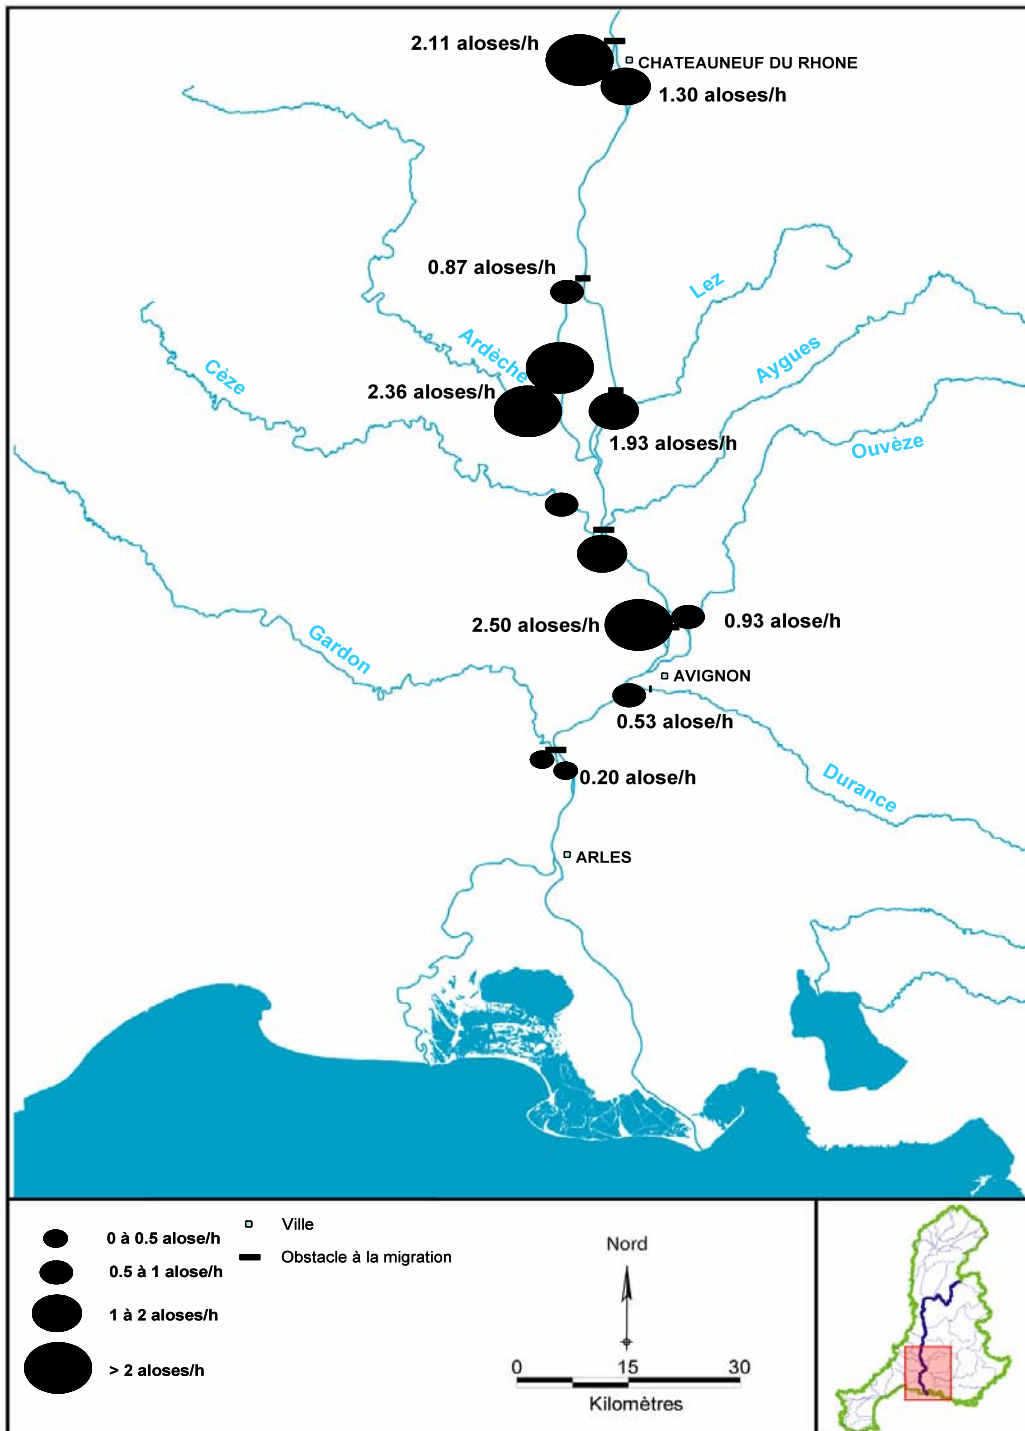 2.11 aloses/h
CHATEAUNEUF DU RHONE
1.30 aloses/h
0.87 aloses/h
Lez
Ardèche
Aygues
Cèze
2.36 aloses/h
1.93 aloses/h
Ouvèze
2.50 aloses/h
0.93 alose/h
Gardon
AVIGNON
0.53 alose/h
0.20 alose/h
Durance
ARLES
0 à 0.5 alose/h
0.5 à 1 alose/h
1 à 2 aloses/h
> 2 aloses/h
Ville
Obstacle à la migration
Nord
0 15 30
Kilomètres